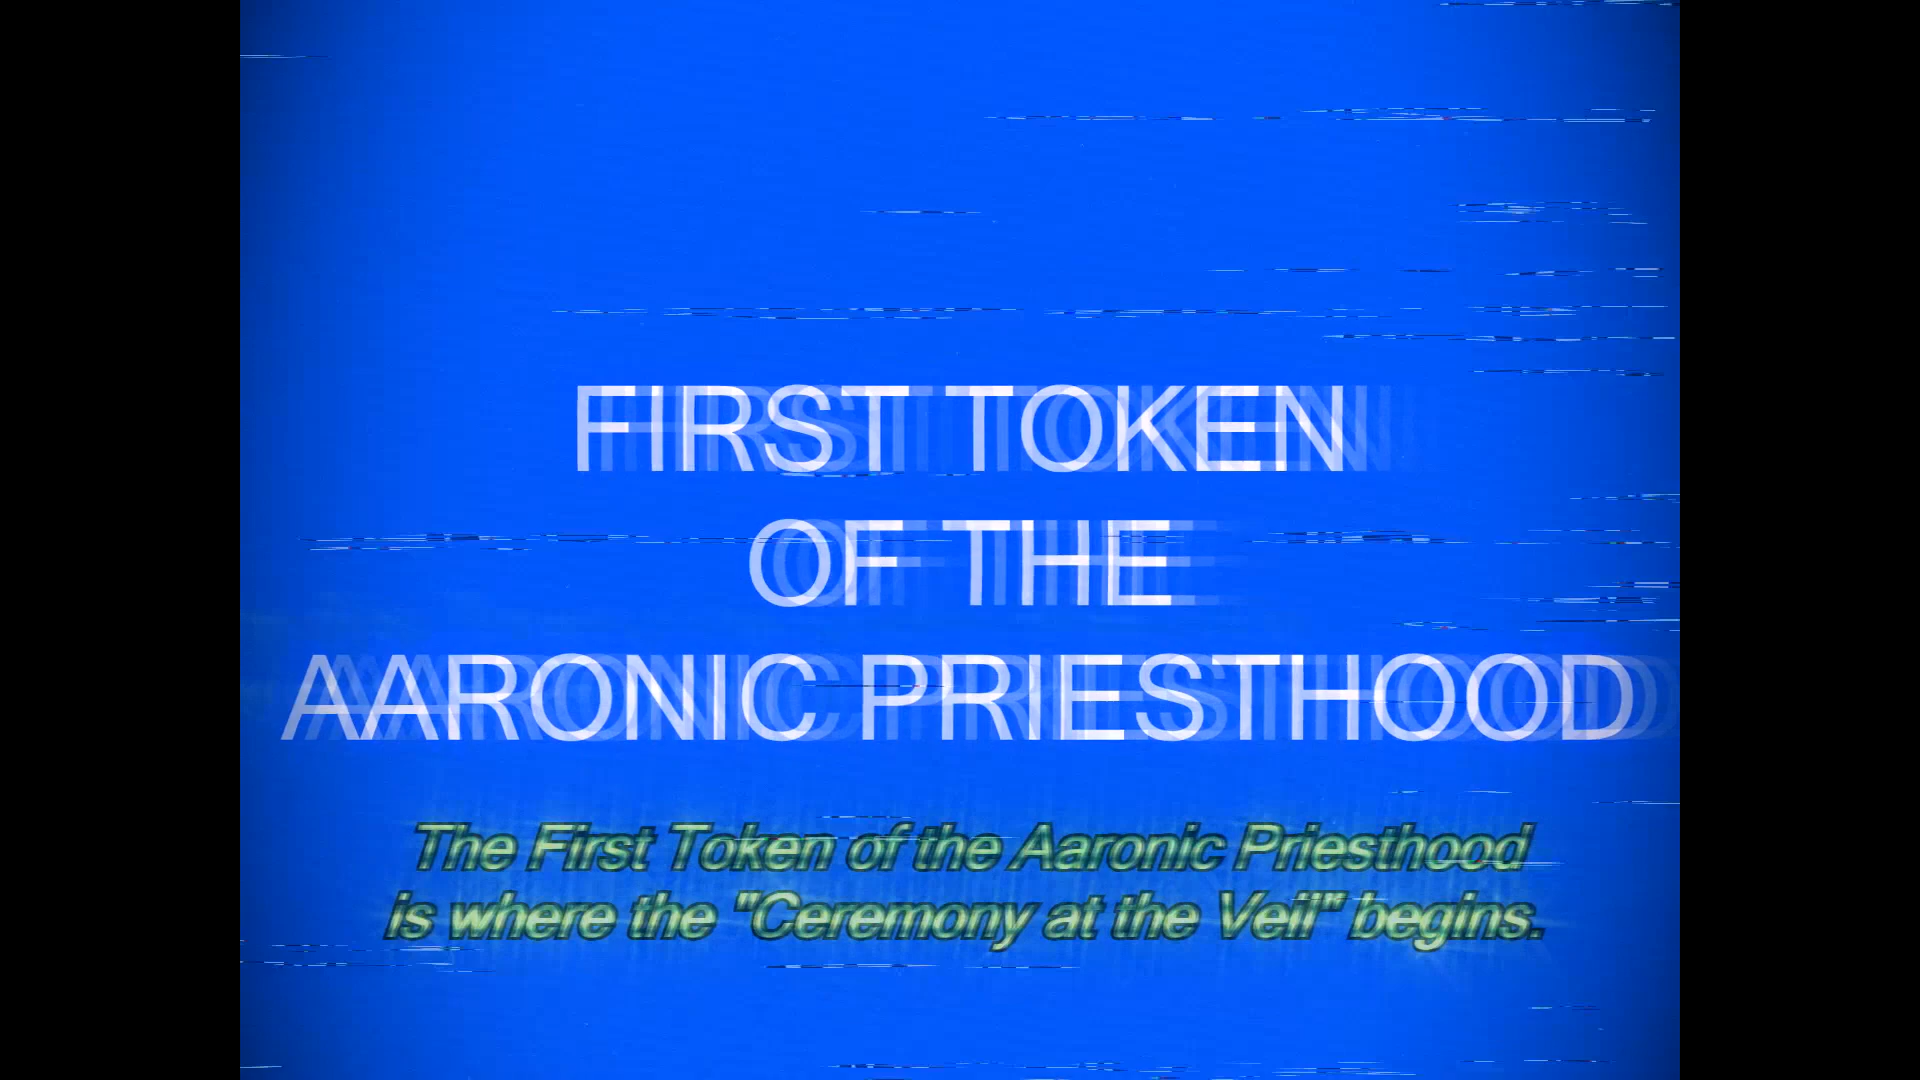 FIRST TOKEN
OF THE
AARONIC PRIESTHOOD
The First Token of the Aaronic Priesthood
is where the "Ceremony at the Veil" begins.